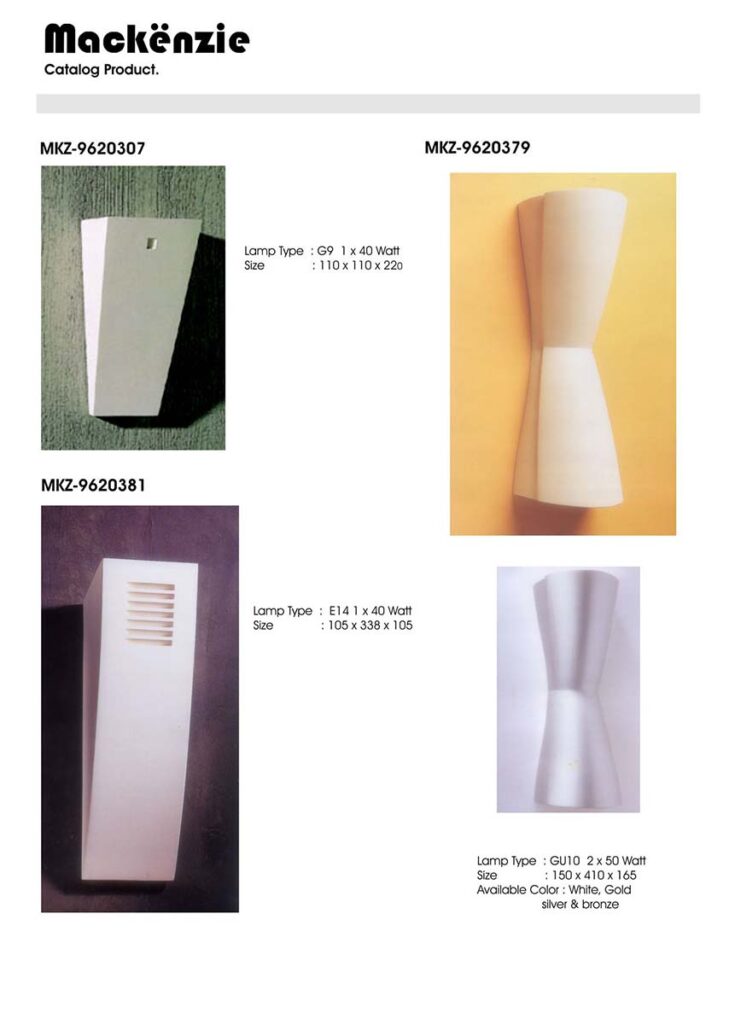 Mackënzie
Catalog Product.
MKZ-9620307
Lamp Type : G9 1 x 40 Watt
Size : 110 x 110 x 220
MKZ-9620381
Lamp Type : E14 1 x 40 Watt
Size : 105 x 338 x 105
MKZ-9620379
Lamp Type : GU10 2 x 50 Watt
Size : 150 x 410 x 165
Available Color : White, Gold
silver & bronze